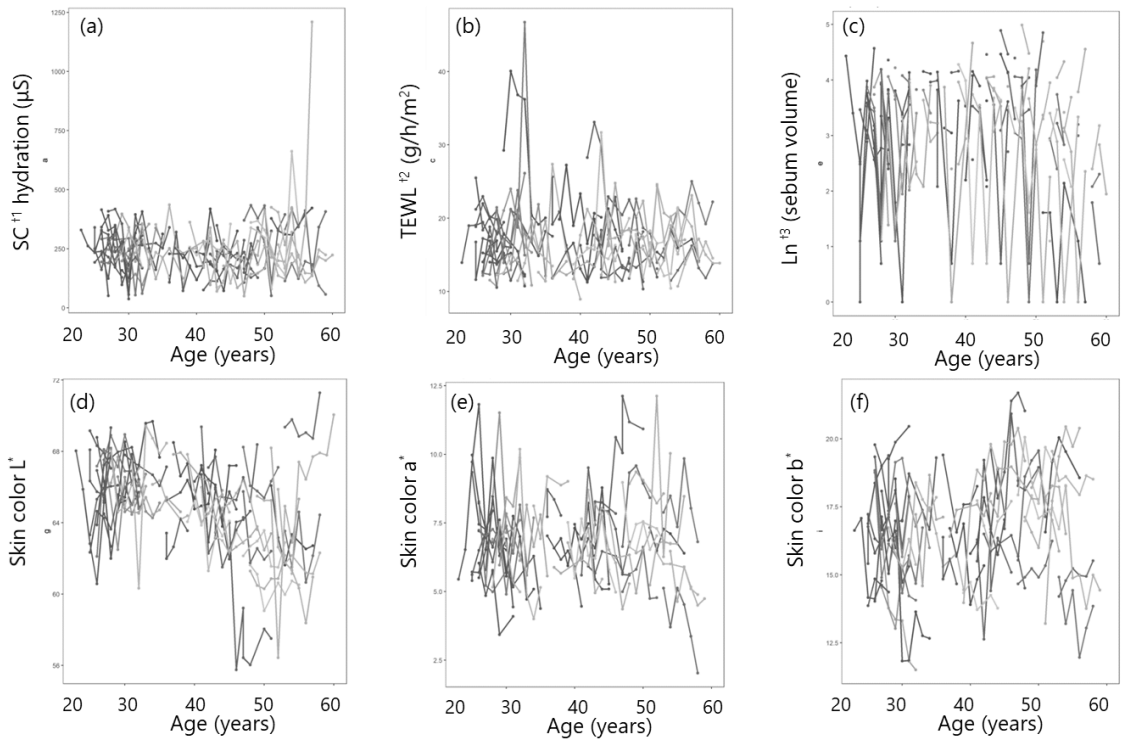 (a)
SC †1 hydration (µS)
a
1250
1000
750
500
250
0
20 30 40 50 60
Age (years)
(b)
TEWL †2 (g/h/m²)
c
40
30
20
10
20 30 40 50 60
Age (years)
(c)
Ln †3 (sebum volume)
e
5
4
3
2
1
0
20 30 40 50 60
Age (years)
(d)
Skin color L*
g
72
68
64
60
56
20 30 40 50 60
Age (years)
(e)
Skin color a*
12.5
10.0
7.5
5.0
2.5
20 30 40 50 60
Age (years)
(f)
Skin color b*
i
20.0
17.5
15.0
12.5
20 30 40 50 60
Age (years)